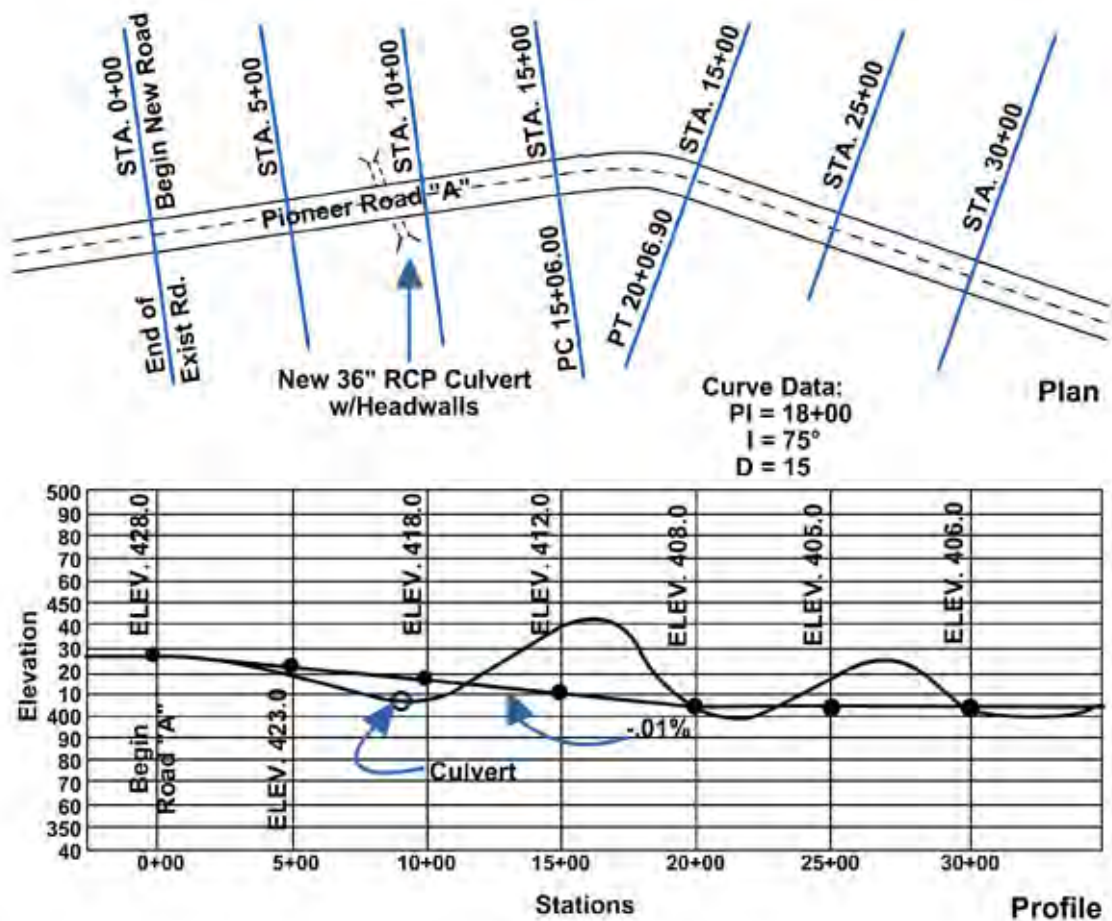 STA. 0+00
Begin New Road
STA. 5+00
STA. 10+00
STA. 15+00
STA. 15+00
STA. 25+00
STA. 30+00
Pioneer Road "A"
End of
Exist Rd.
PC 15+06.00
PT 20+06.90
New 36" RCP Culvert
w/Headwalls
Curve Data:
PI = 18+00
I = 75°
D = 15
Plan
Elevation
500
90
80
70
60
450
40
30
20
10
400
90
80
70
60
350
40
ELEV. 428.0
ELEV. 423.0
ELEV. 418.0
ELEV. 412.0
ELEV. 408.0
ELEV. 405.0
ELEV. 406.0
Begin
Road "A"
Culvert
-.01%
0+00
5+00
10+00
15+00
20+00
25+00
30+00
Stations
Profile